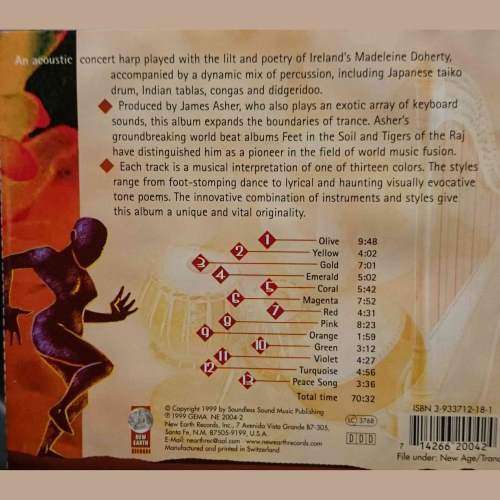 An acoustic concert harp played with the lilt and poetry of Ireland's Madeleine Doherty,
accompanied by a dynamic mix of percussion, including Japanese taiko
drum, Indian tablas, congas and didgeridoo.
Produced by James Asher, who also plays an exotic array of keyboard
sounds, this album expands the boundaries of trance. Asher's
groundbreaking world beat albums Feet in the Soil and Tigers of the Raj
have distinguished him as a pioneer in the field of world music fusion.
Each track is a musical interpretation of one of thirteen colors. The styles
range from foot-stomping dance to lyrical and haunting visually evocative
tone poems. The innovative combination of instruments and styles give
this album a unique and vital originality.
1 Olive 9:48
2 Yellow 4:02
3 Gold 7:01
4 Emerald 5:02
5 Coral 5:42
6 Magenta 7:52
7 Red 4:31
8 Pink 8:23
9 Orange 1:59
10 Green 3:12
11 Violet 4:27
12 Turquoise 4:56
13 Peace Song 3:36
Total time 70:32
© Copyright 1999 by Soundless Sound Music Publishing
℗ 1999 GEMA NE 2004-2
New Earth Records, Inc., 7 Avenida Vista Grande B7-305,
Santa Fe, N.M. 87505-9199, U.S.A.
E-Mail: newearthrec@aol.com www.newearthrecords.com
Manufactured and printed in Switzerland
NEW
EARTH
RECORDS
LC 3768
DDD
ISBN 3-933712-18-1
7 14266 20042
File under: New Age/Tranc